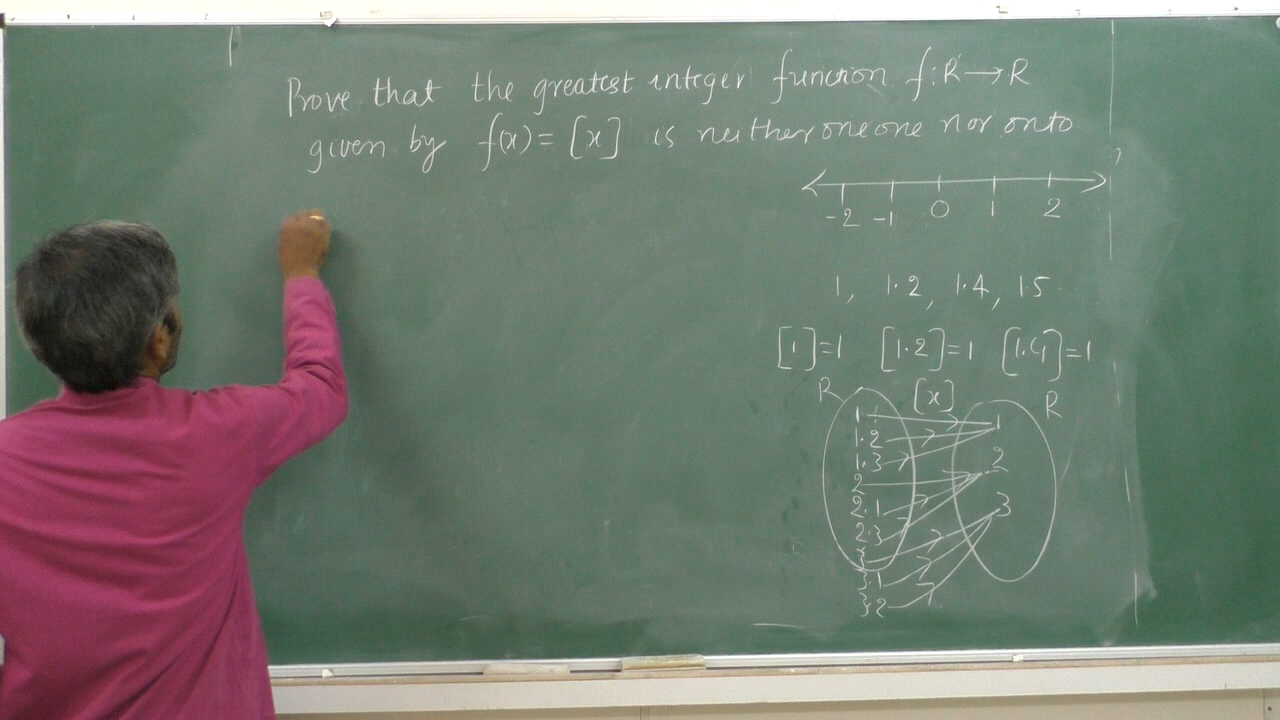 Prove that the greatest integer function f:R→R
given by f(x)=[x] is neither one one nor onto
-2 -1 0 1 2
1, 1.2, 1.4, 1.5
[1]=1 [1.2]=1 [1.4]=1
R [x] R
1 1
1.2
1.3
2 2
2.1
2.3
3 3
3.1
3.2